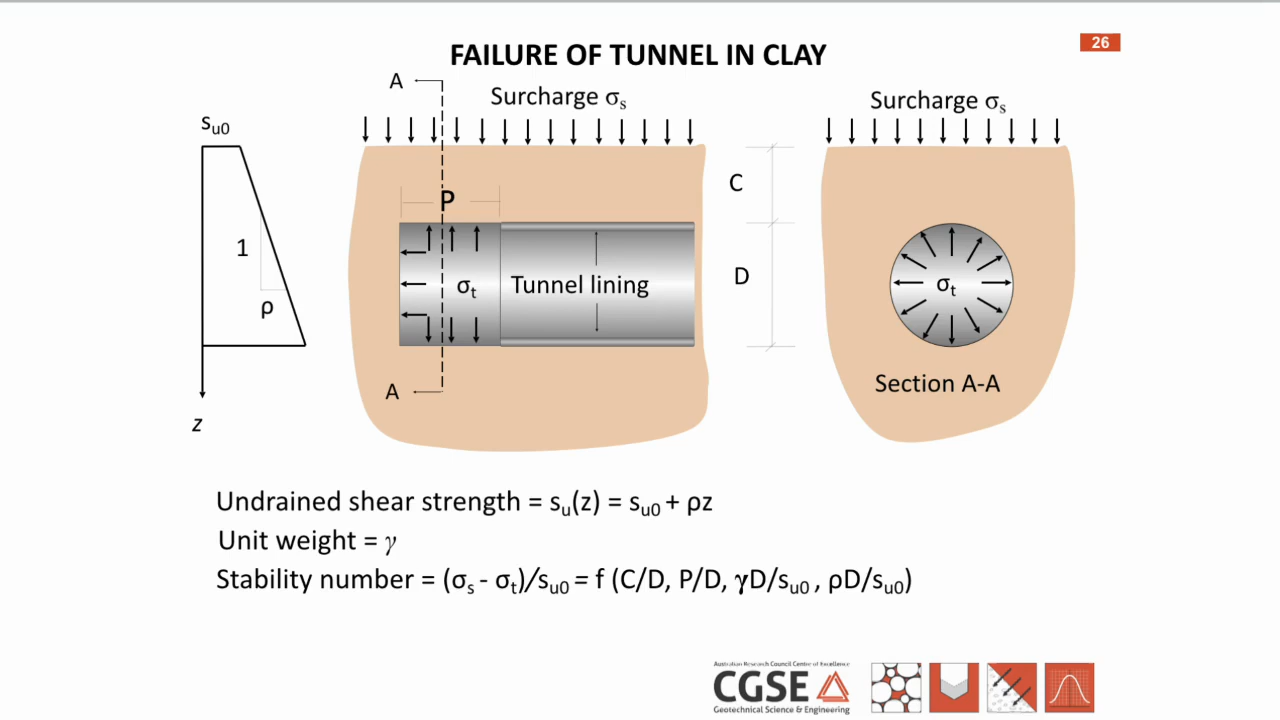 26
FAILURE OF TUNNEL IN CLAY
A
Surcharge σs
Surcharge σs
su0
C
P
1
D
σt
Tunnel lining
σt
ρ
A
Section A-A
z
Undrained shear strength = su(z) = su0 + ρz
Unit weight = γ
Stability number = (σs - σt)/su0 = f (C/D, P/D, γD/su0 , ρD/su0)
Australian Research Council Centre of Excellence
CGSE
Geotechnical Science & Engineering